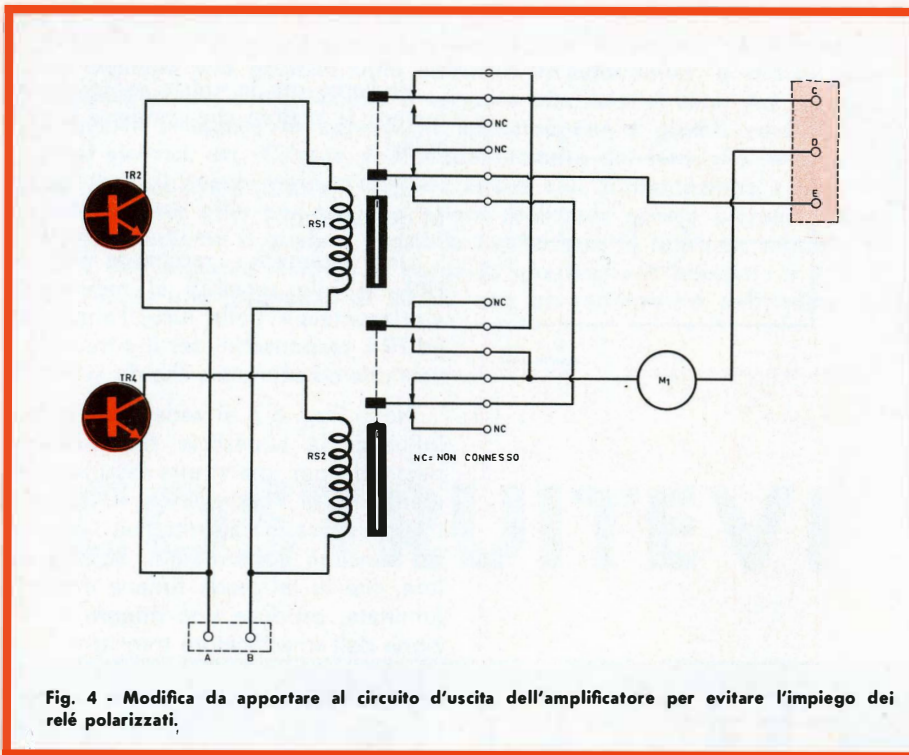 C
NC
D
NC
TR2
E
RS1
NC
M1
TR4
NC
RS2
NC= NON CONNESSO
A
B
Fig. 4 - Modifica da apportare al circuito d'uscita dell'amplificatore per evitare l'impiego dei
relé polarizzati.